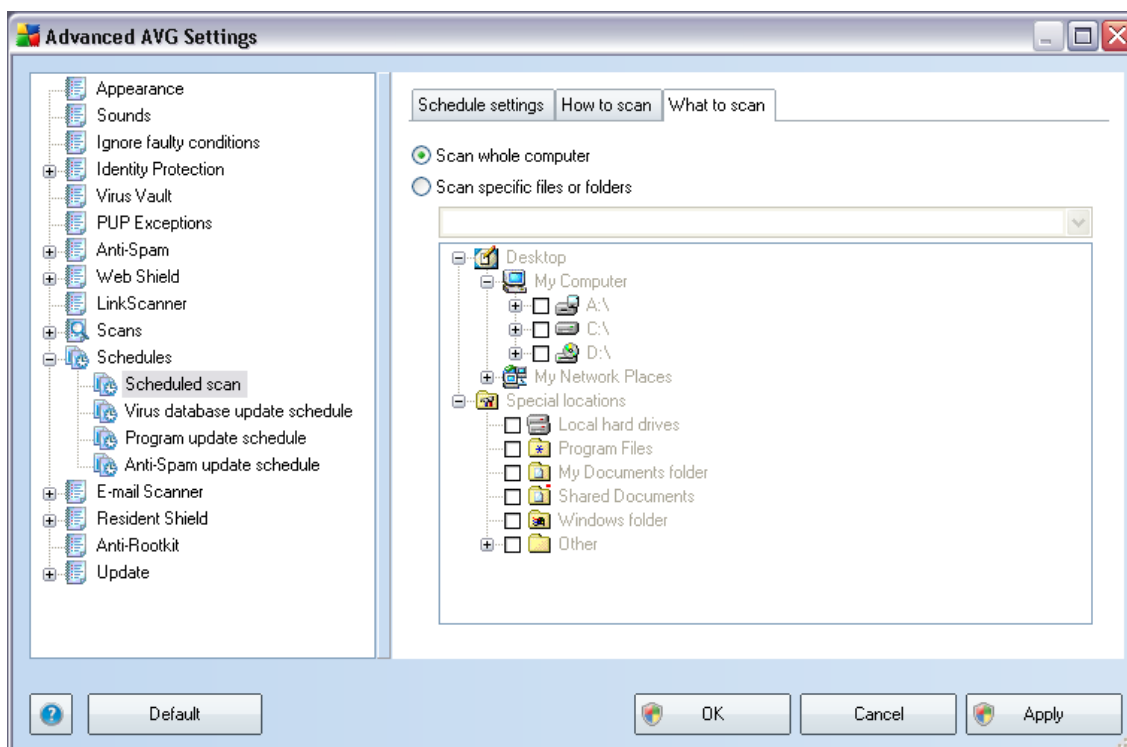 Advanced AVG Settings
Appearance
Sounds
Ignore faulty conditions
Identity Protection
Virus Vault
PUP Exceptions
Anti-Spam
Web Shield
LinkScanner
Scans
Schedules
Scheduled scan
Virus database update schedule
Program update schedule
Anti-Spam update schedule
E-mail Scanner
Resident Shield
Anti-Rootkit
Update
Schedule settings How to scan What to scan
Scan whole computer
Scan specific files or folders
Desktop
My Computer
A:\
C:\
D:\
My Network Places
Special locations
Local hard drives
Program Files
My Documents folder
Shared Documents
Windows folder
Other
Default OK Cancel Apply